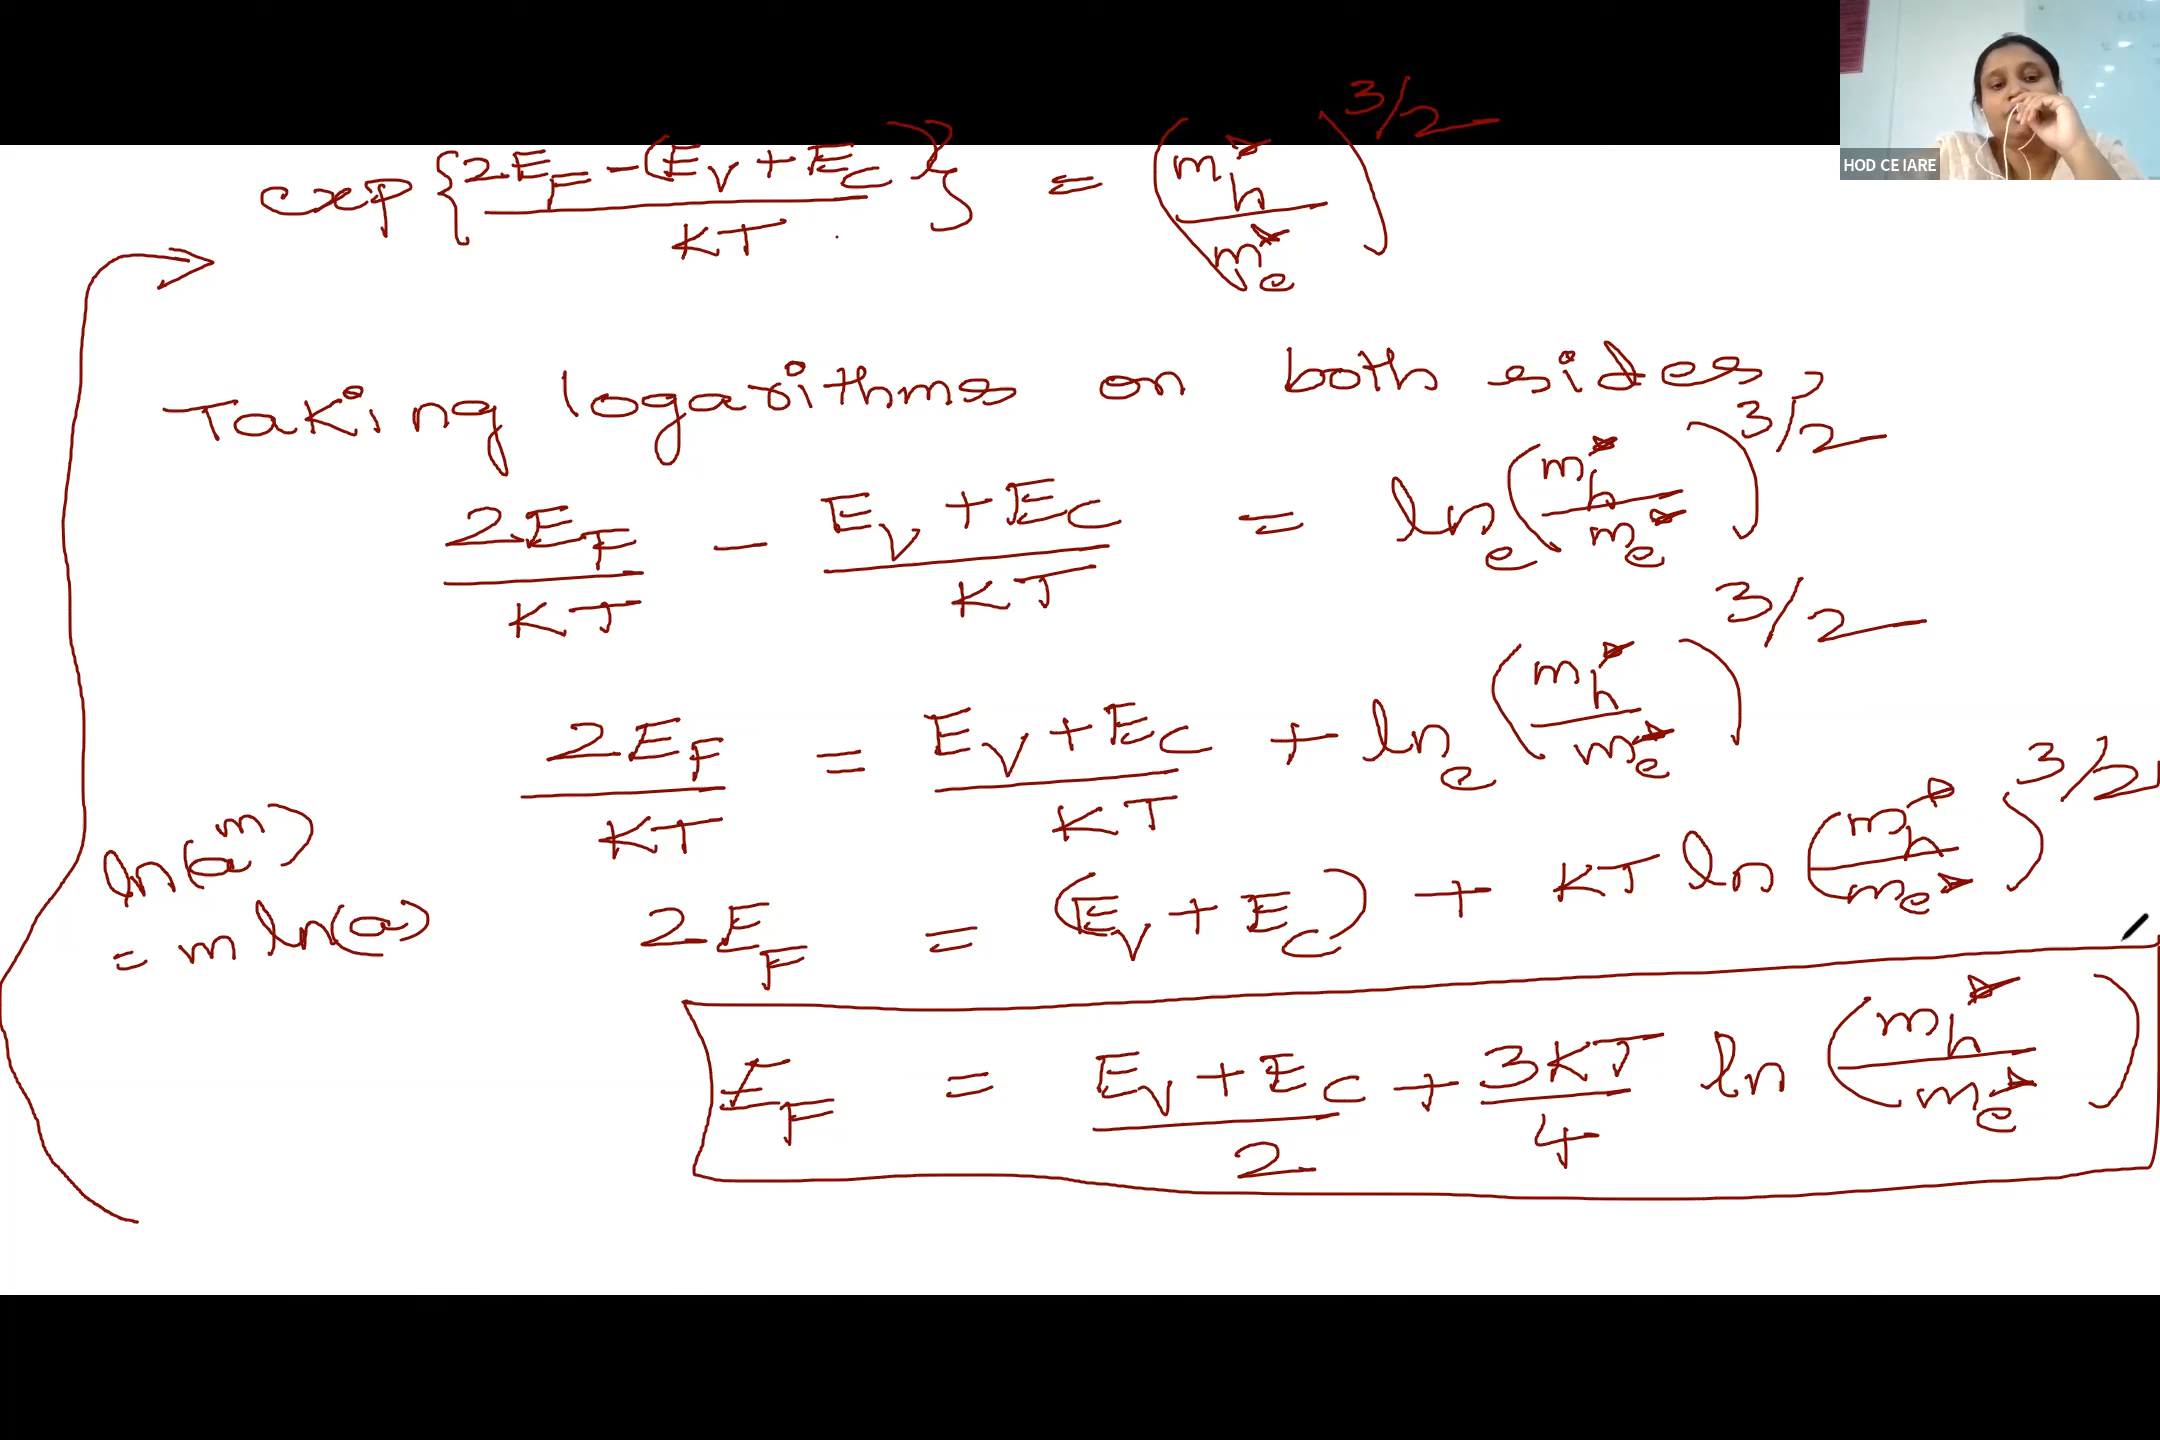 HOD CE IARE
exp {2E_F - (E_V + E_C) / KT} = (m_h* / m_e*)^3/2
Taking logarithms on both sides,
2E_F / KT - E_V + E_C / KT = ln_e (m_h* / m_e*)^3/2
2E_F / KT = E_V + E_C / KT + ln_e (m_h* / m_e*)^3/2
ln(a^m)
= m ln(a)
2E_F = (E_V + E_C) + KT ln (m_h* / m_e*)^3/2
E_F = E_V + E_C / 2 + 3KT / 4 ln (m_h* / m_e*)